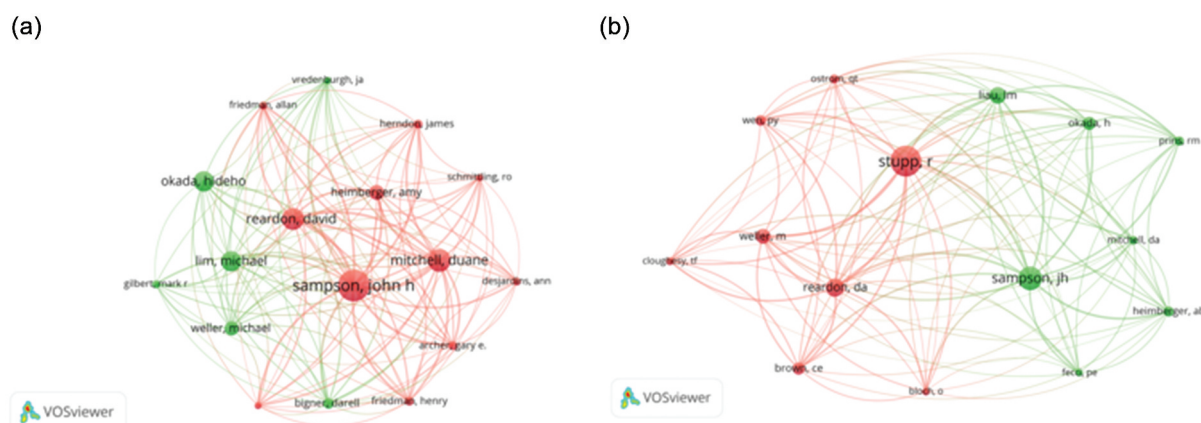 (a)
(b)
vredenburgh, ja
friedman, allan
herndon, james
okada, hideho
heimberger, amy
schmittling, ro
reardon, david
lim, michael
mitchell, duane
gilbert, mark r
sampson, john h
desjardins, ann
weller, michael
archer, gary e.
bigner, darell
friedman, henry
VOSviewer
ostrom, qt
liau, lm
wen, py
okada, h
prins, rm
stupp, r
weller, m
mitchell, da
cloughesy, tf
sampson, jh
reardon, da
heimberger, ab
brown, ce
feco, pe
bloch, o
VOSviewer